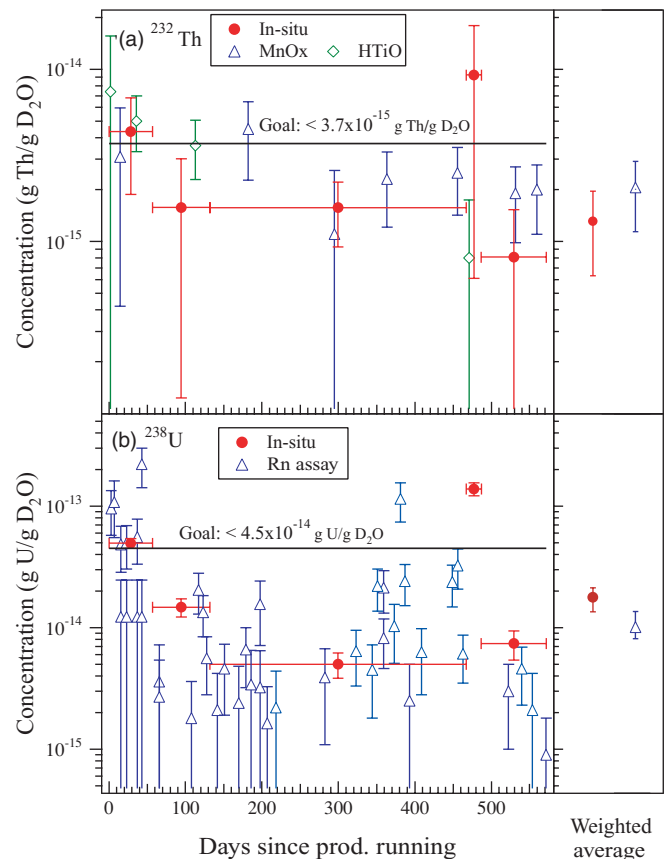 (a) ²³²Th
In-situ
MnOx HTiO
10⁻¹⁴
Goal: < 3.7x10⁻¹⁵ g Th/g D₂O
10⁻¹⁵
Concentration (g Th/g D₂O)
(b) ²³⁸U
In-situ
Rn assay
10⁻¹³
Goal: < 4.5x10⁻¹⁴ g U/g D₂O
10⁻¹⁴
10⁻¹⁵
Concentration (g U/g D₂O)
0 100 200 300 400 500
Days since prod. running
Weighted
average